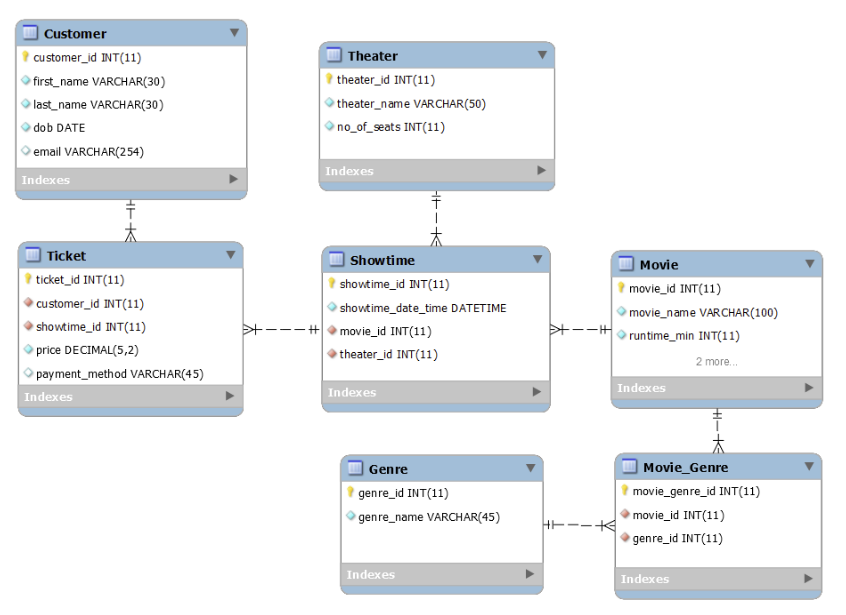 Customer
customer_id INT(11)
first_name VARCHAR(30)
last_name VARCHAR(30)
dob DATE
email VARCHAR(254)
Indexes
Theater
theater_id INT(11)
theater_name VARCHAR(50)
no_of_seats INT(11)
Indexes
Ticket
ticket_id INT(11)
customer_id INT(11)
showtime_id INT(11)
price DECIMAL(5,2)
payment_method VARCHAR(45)
Indexes
Showtime
showtime_id INT(11)
showtime_date_time DATETIME
movie_id INT(11)
theater_id INT(11)
Indexes
Movie
movie_id INT(11)
movie_name VARCHAR(100)
runtime_min INT(11)
2 more...
Indexes
Genre
genre_id INT(11)
genre_name VARCHAR(45)
Indexes
Movie_Genre
movie_genre_id INT(11)
movie_id INT(11)
genre_id INT(11)
Indexes